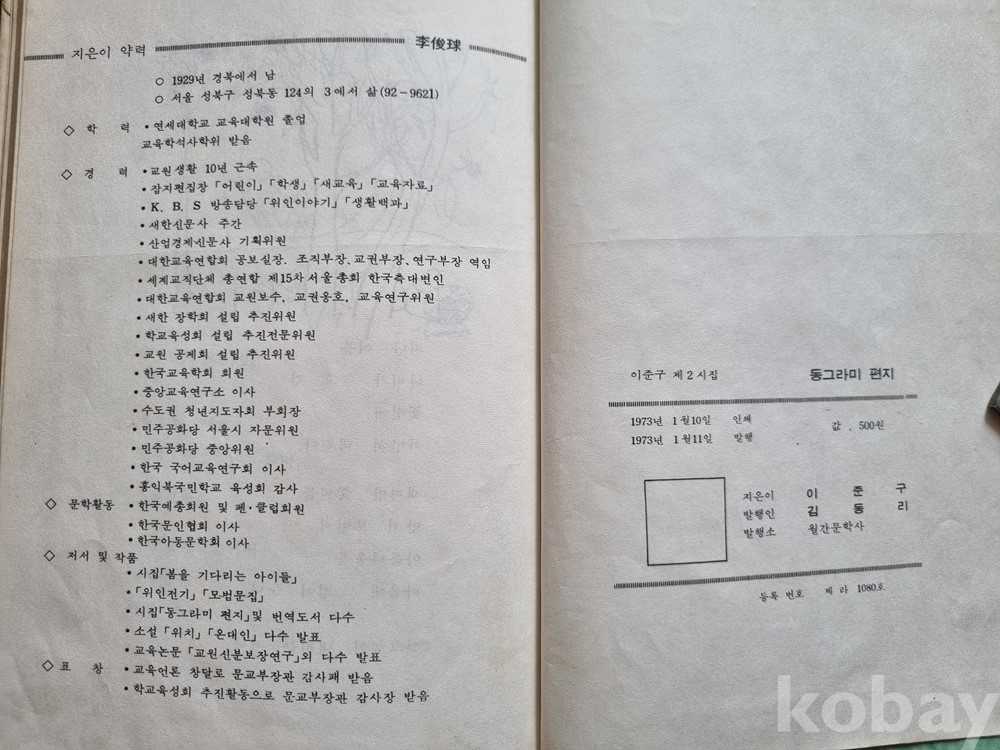 지은이 약력 李俊球
○ 1929년 경북에서 남
○ 서울 성북구 성북동 124의 3에서 삶(92-9621)
◇ 학 력 • 연세대학교 교육대학원 졸업
교육학석사학위 받음
◇ 경 력 • 교원생활 10년 근속
• 잡지편집장 「어린이」「학생」「새교육」「교육자료」
• K. B. S 방송담당 「위인이야기」「생활백과」
• 새한신문사 주간
• 산업경제신문사 기획위원
• 대한교육연합회 공보실장. 조직부장、교권부장、연구부장 역임
• 세계교직단체 총연합 제15차 서울 총회 한국측대변인
• 대한교육연합회 교원보수, 교권옹호, 교육연구위원
• 새한 장학회 설립 추진위원
• 학교육성회 설립 추진전문위원
• 교원 공제회 설립 추진위원
• 한국교육학회 회원
• 중앙교육연구소 이사
• 수도권 청년지도자회 부회장
• 민주공화당 서울시 자문위원
• 민주공화당 중앙위원
• 한국 국어교육연구회 이사
• 홍익북국민학교 육성회 감사
◇ 문학활동 • 한국예총회원 및 펜·클럽회원
• 한국문인협회 이사
• 한국아동문학회 이사
◇ 저서 및 작품
• 시집「봄을 기다리는 아이들」
• 「위인전기」「모범문집」
• 시집「동그라미 편지」및 번역도서 다수
• 소설 「위치」「온대인」 다수 발표
• 교육논문 「교원신분보장연구」외 다수 발표
◇ 표 창 • 교육언론 창달로 문교부장관 감사패 받음
• 학교육성회 추진활동으로 문교부장관 감사장 받음
이준구 제2시집 동그라미 편지
1973년 1월10일 인쇄
1973년 1월11일 발행
값 . 500원
지은이 이 준 구
발행인 김 동 리
발행소 월간문학사
등록 번호 제 라 1080호
kobay